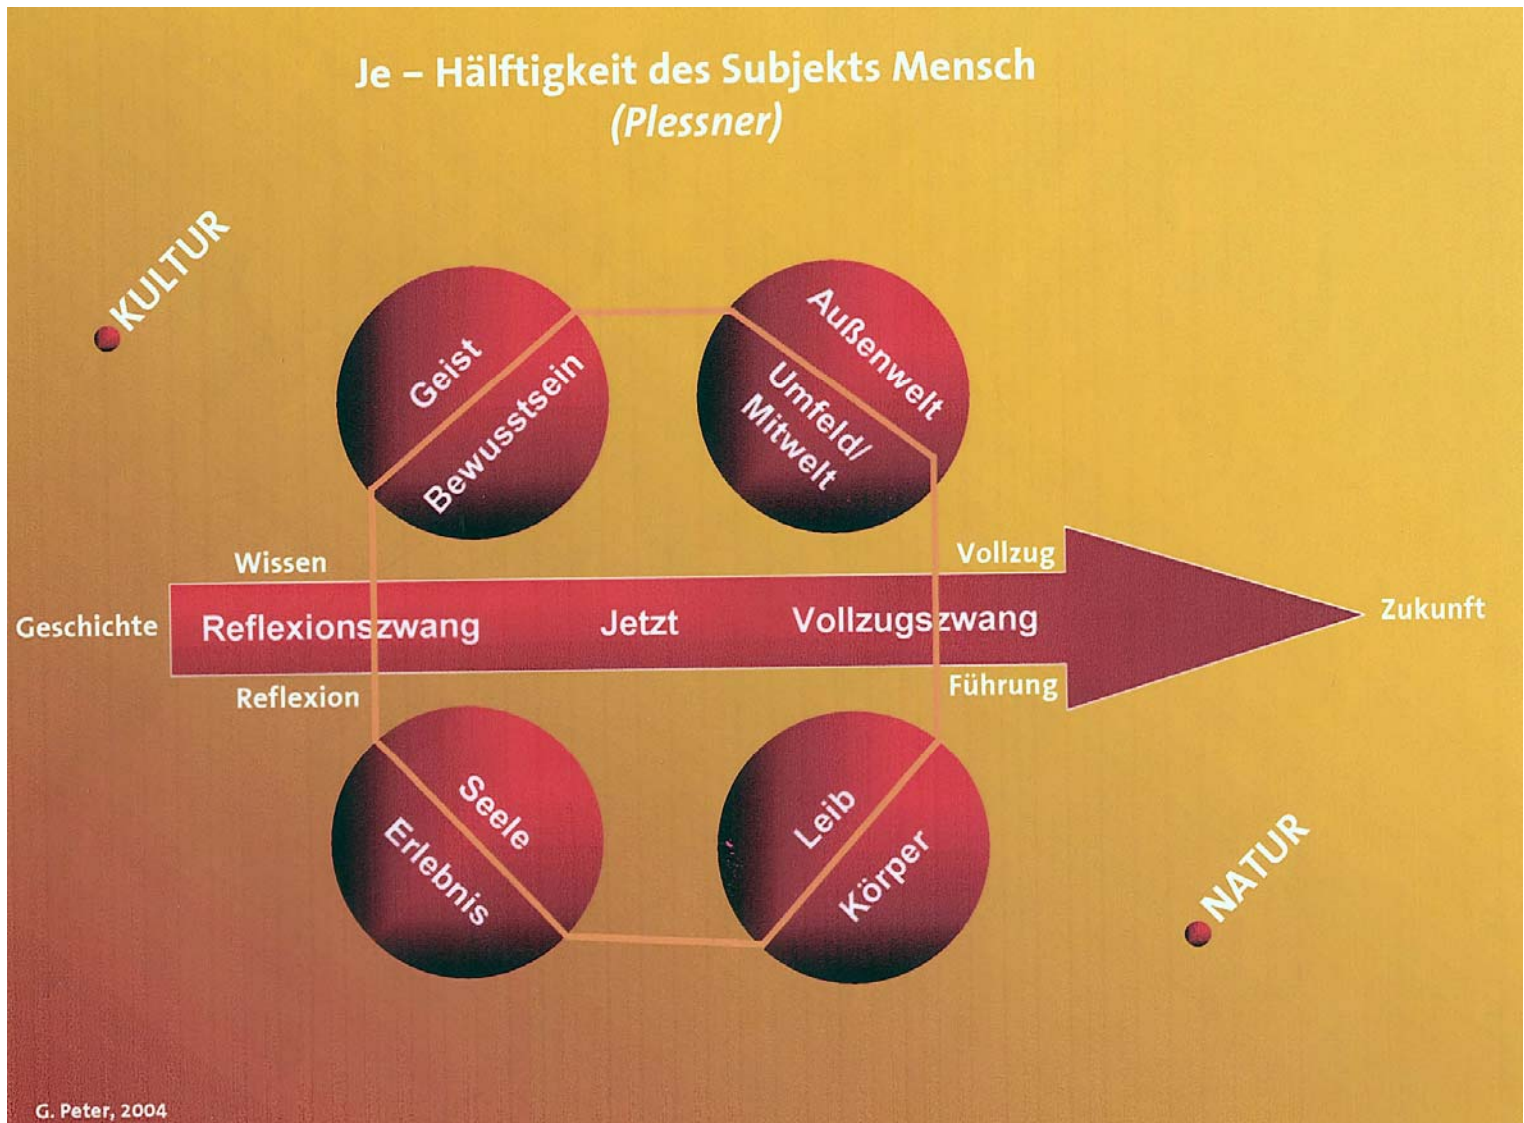 Je – Hälftigkeit des Subjekts Mensch
(Plessner)
KULTUR
Geist
Bewusstsein
Außenwelt
Umfeld/
Mitwelt
Wissen
Vollzug
Geschichte
Reflexionszwang
Jetzt
Vollzugszwang
Zukunft
Reflexion
Führung
Seele
Erlebnis
Leib
Körper
NATUR
G. Peter, 2004